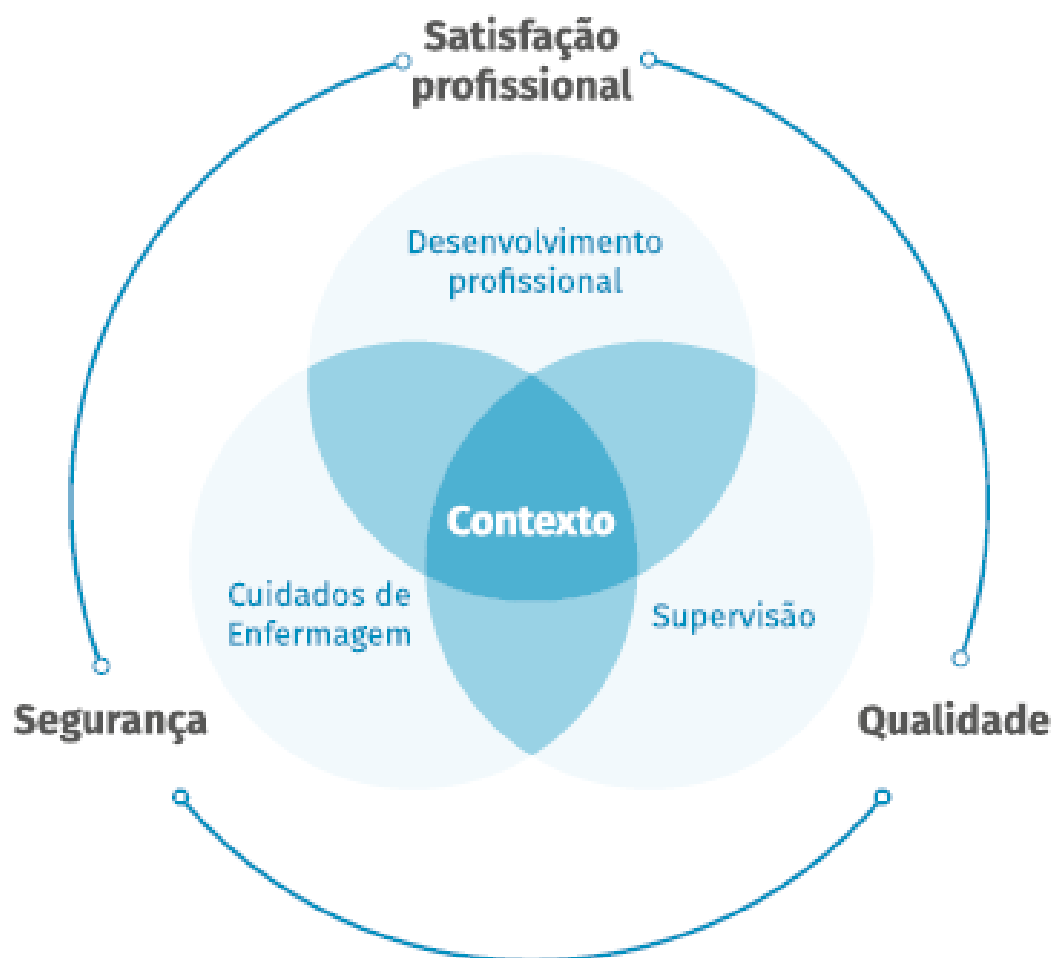 Satisfação
profissional
Desenvolvimento
profissional
Contexto
Cuidados de
Enfermagem
Supervisão
Segurança
Qualidade